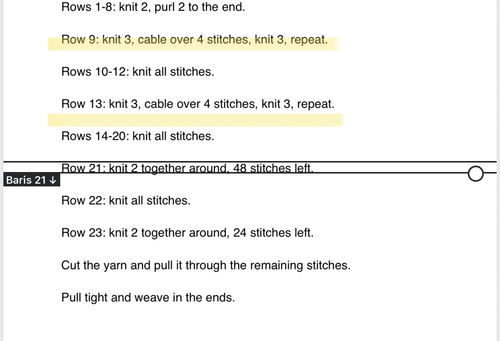 Rows 1-8: knit 2, purl 2 to the end.
Row 9: knit 3, cable over 4 stitches, knit 3, repeat.
Rows 10-12: knit all stitches.
Row 13: knit 3, cable over 4 stitches, knit 3, repeat.
Rows 14-20: knit all stitches.
Row 21: knit 2 together around, 48 stitches left.
Baris 21 ↓
Row 22: knit all stitches.
Row 23: knit 2 together around, 24 stitches left.
Cut the yarn and pull it through the remaining stitches.
Pull tight and weave in the ends.